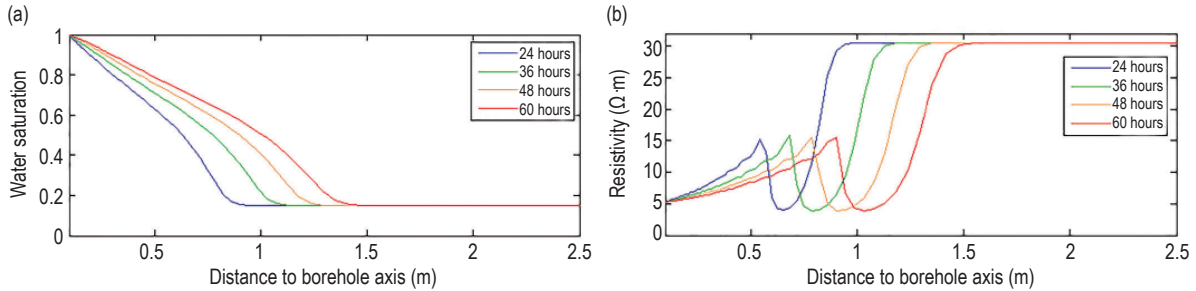 (a)
1
0.8
0.6
0.4
0.2
0
Water saturation
0.5
1
1.5
2
2.5
Distance to borehole axis (m)
24 hours
36 hours
48 hours
60 hours
(b)
30
25
20
15
10
5
0
Resistivity (Ω·m)
0.5
1
1.5
2
2.5
Distance to borehole axis (m)
24 hours
36 hours
48 hours
60 hours